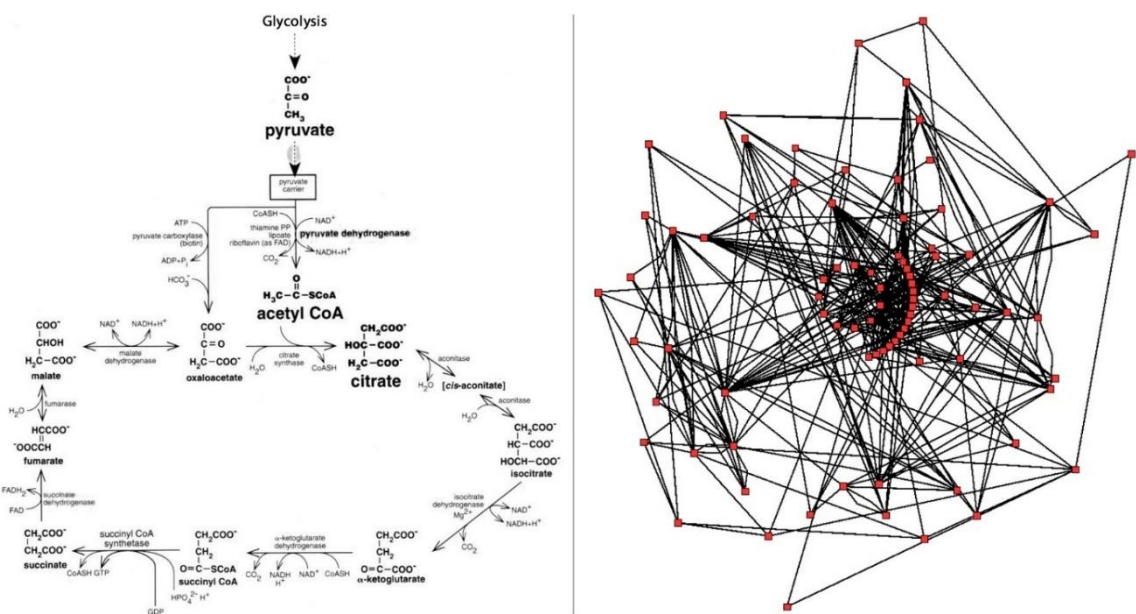 Glycolysis
COO⁻
C=O
CH₃
pyruvate
pyruvate
carrier
ATP
pyruvate carboxylase
(biotin)
ADP+Pᵢ
HCO₃⁻
CoASH
NAD⁺
thiamine PP
lipoate
riboflavin (as FAD)
pyruvate dehydrogenase
CO₂
NADH+H⁺
O
H₃C−C−SCoA
acetyl CoA
COO⁻
CHOH
H₂C−COO⁻
malate
NAD⁺
NADH+H⁺
malate
dehydrogenase
COO⁻
C=O
H₂C−COO⁻
oxaloacetate
H₂O
citrate
synthase
CoASH
CH₂COO⁻
HOC−COO⁻
H₂C−COO⁻
citrate
aconitase
H₂O
[cis-aconitate]
H₂O
aconitase
CH₂COO⁻
HC−COO⁻
HOCH−COO⁻
isocitrate
isocitrate
dehydrogenase
Mg²⁺
NAD⁺
NADH+H⁺
CO₂
CH₂COO⁻
CH₂
O=C−COO⁻
α-ketoglutarate
α-ketoglutarate
dehydrogenase
CO₂
NADH
H⁺
NAD⁺
CoASH
CH₂COO⁻
CH₂
O=C−SCoA
succinyl CoA
succinyl CoA
synthetase
CoASH
GTP
GDP
HPO₄²⁻ H⁺
CH₂COO⁻
CH₂COO⁻
succinate
FADH₂
FAD
succinate
dehydrogenase
HCCOO⁻
⁻OOCCH
fumarate
H₂O
fumarase